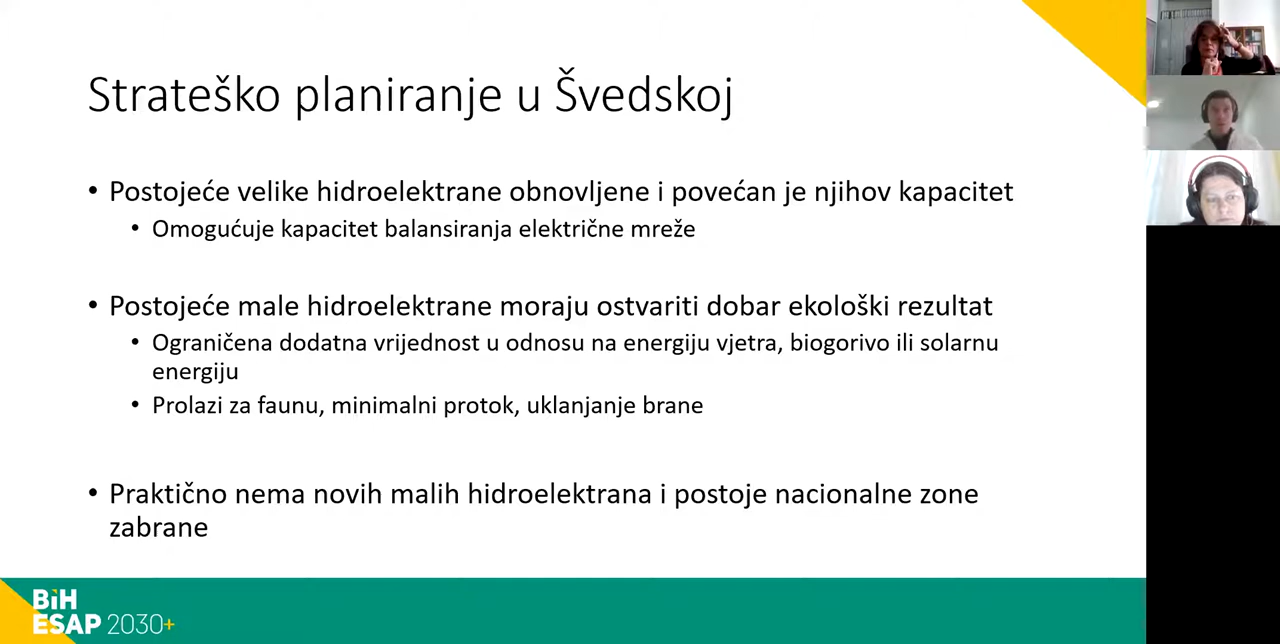 Strateško planiranje u Švedskoj
• Postojeće velike hidroelektrane obnovljene i povećan je njihov kapacitet
• Omogućuje kapacitet balansiranja električne mreže
• Postojeće male hidroelektrane moraju ostvariti dobar ekološki rezultat
• Ograničena dodatna vrijednost u odnosu na energiju vjetra, biogorivo ili solarnu
energiju
• Prolazi za faunu, minimalni protok, uklanjanje brane
• Praktično nema novih malih hidroelektrana i postoje nacionalne zone
zabrane
BiH
ESAP 2030+